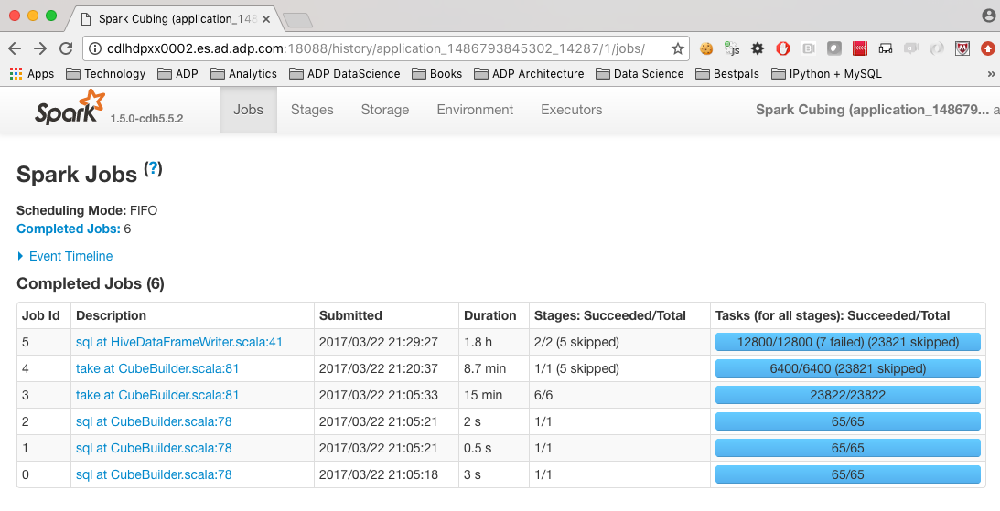 Spark Cubing (application_148
cdlhdpxx0002.es.ad.adp.com:18088/history/application_1486793845302_14287/1/jobs/
Apps Technology ADP Analytics ADP DataScience Books ADP Architecture Data Science Bestpals IPython + MySQL »
Spark 1.5.0-cdh5.5.2 Jobs Stages Storage Environment Executors Spark Cubing (application_148679... a
Spark Jobs (?)
Scheduling Mode: FIFO
Completed Jobs: 6
Event Timeline
Completed Jobs (6)
Job Id Description Submitted Duration Stages: Succeeded/Total Tasks (for all stages): Succeeded/Total
5 sql at HiveDataFrameWriter.scala:41 2017/03/22 21:29:27 1.8 h 2/2 (5 skipped) 12800/12800 (7 failed) (23821 skipped)
4 take at CubeBuilder.scala:81 2017/03/22 21:20:37 8.7 min 1/1 (5 skipped) 6400/6400 (23821 skipped)
3 take at CubeBuilder.scala:81 2017/03/22 21:05:33 15 min 6/6 23822/23822
2 sql at CubeBuilder.scala:78 2017/03/22 21:05:21 2 s 1/1 65/65
1 sql at CubeBuilder.scala:78 2017/03/22 21:05:21 0.5 s 1/1 65/65
0 sql at CubeBuilder.scala:78 2017/03/22 21:05:18 3 s 1/1 65/65